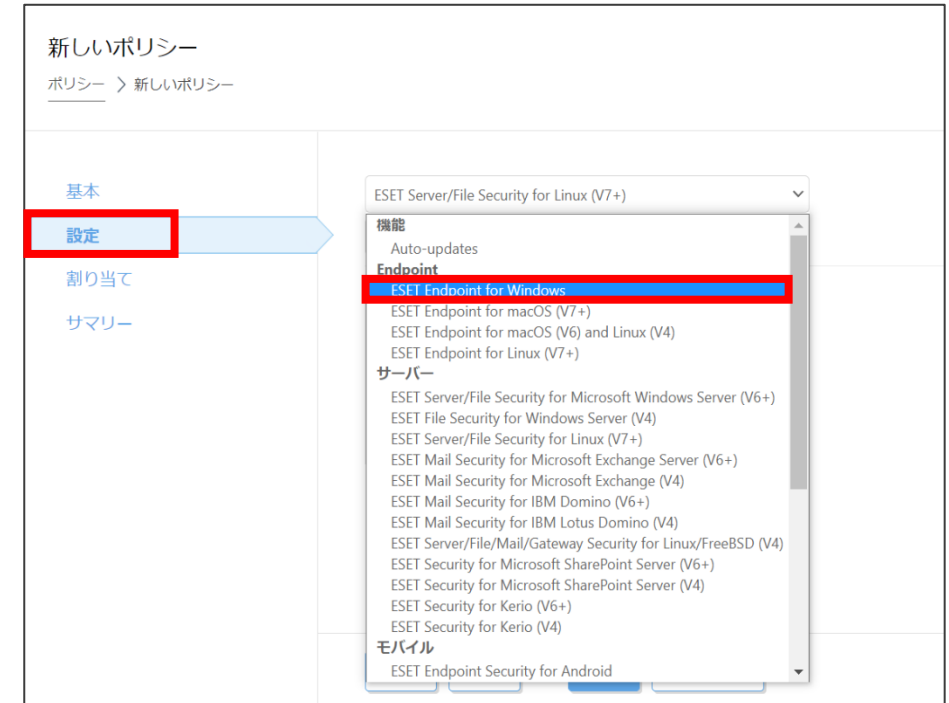 新しいポリシー
ポリシー > 新しいポリシー
基本
設定
割り当て
サマリー
ESET Server/File Security for Linux (V7+)
機能
Auto-updates
Endpoint
ESET Endpoint for Windows
ESET Endpoint for macOS (V7+)
ESET Endpoint for macOS (V6) and Linux (V4)
ESET Endpoint for Linux (V7+)
サーバー
ESET Server/File Security for Microsoft Windows Server (V6+)
ESET File Security for Windows Server (V4)
ESET Server/File Security for Linux (V7+)
ESET Mail Security for Microsoft Exchange Server (V6+)
ESET Mail Security for Microsoft Exchange (V4)
ESET Mail Security for IBM Domino (V6+)
ESET Mail Security for IBM Lotus Domino (V4)
ESET Server/File/Mail/Gateway Security for Linux/FreeBSD (V4)
ESET Security for Microsoft SharePoint Server (V6+)
ESET Security for Microsoft SharePoint Server (V4)
ESET Security for Kerio (V6+)
ESET Security for Kerio (V4)
モバイル
ESET Endpoint Security for Android